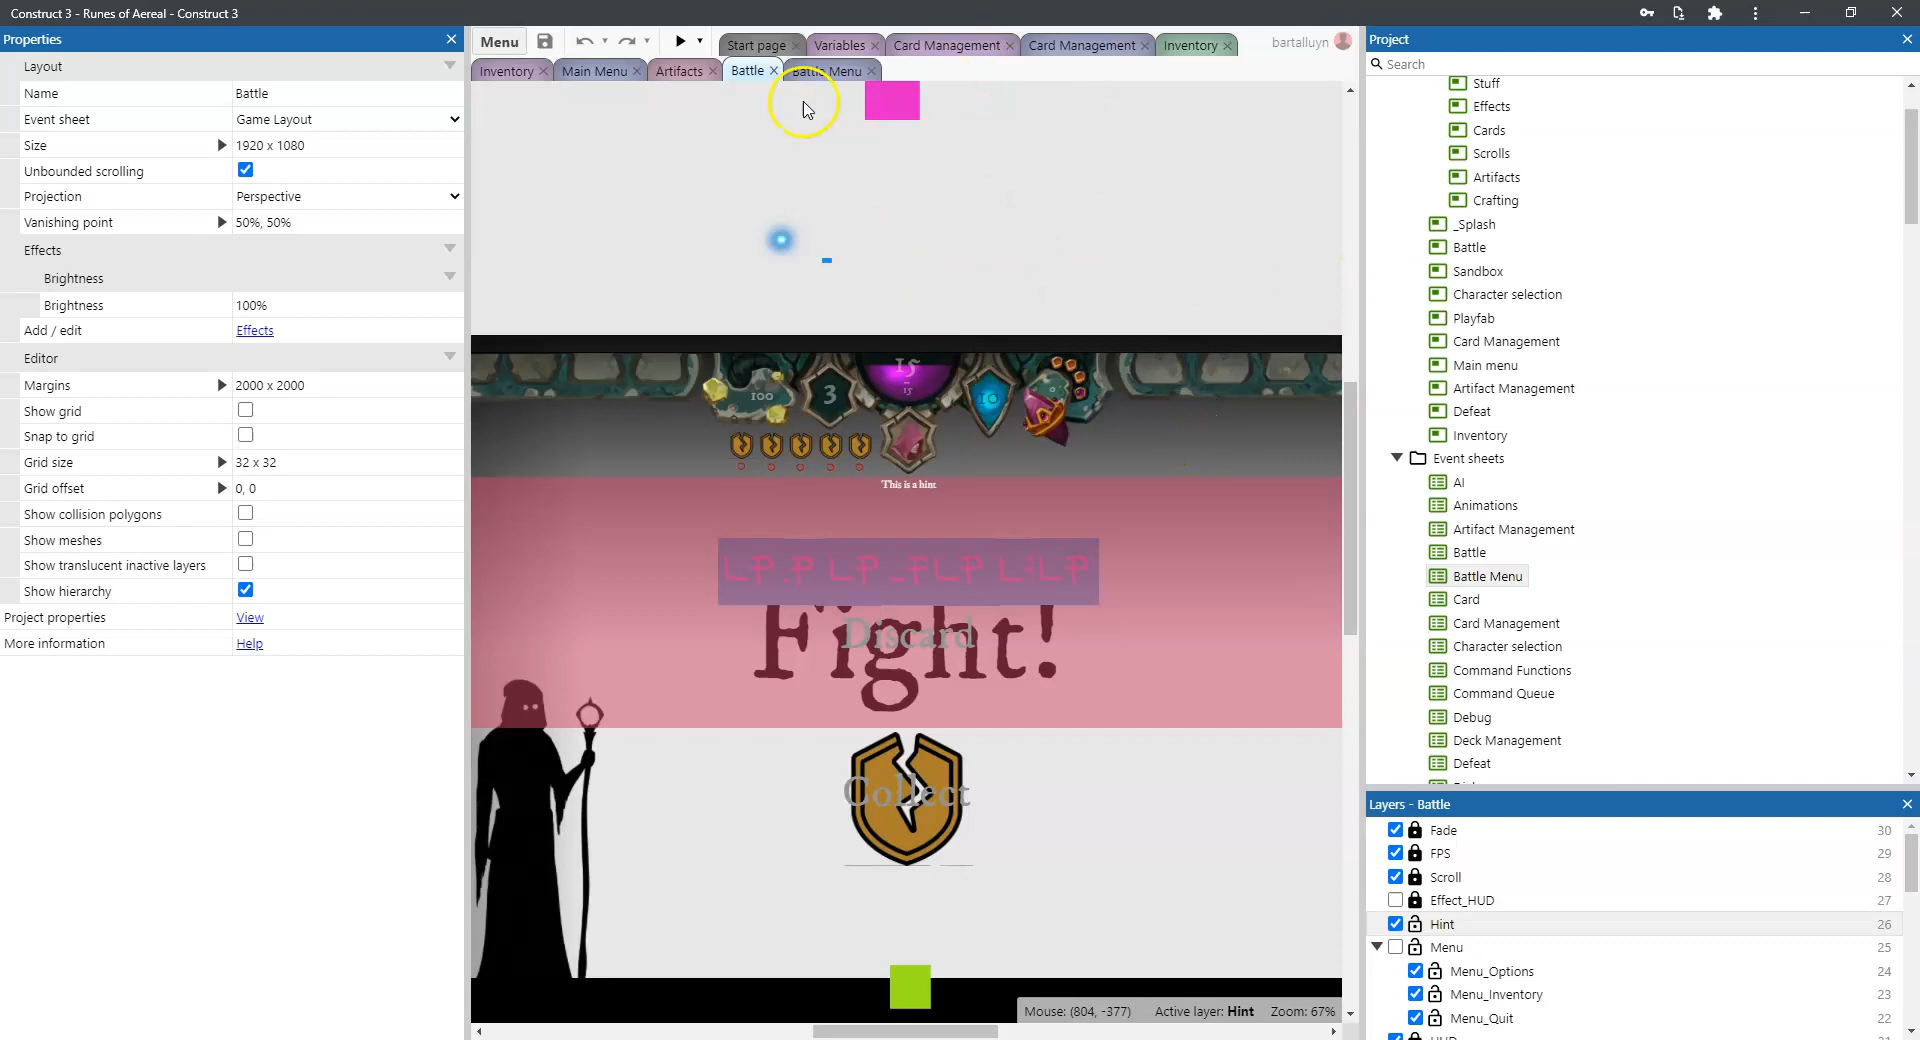 Construct 3 - Runes of Aereal - Construct 3
Properties
Layout
Name Battle
Event sheet Game Layout
Size 1920 x 1080
Unbounded scrolling
Projection Perspective
Vanishing point 50%, 50%
Effects
Brightness
Brightness 100%
Add / edit Effects
Editor
Margins 2000 x 2000
Show grid
Snap to grid
Grid size 32 x 32
Grid offset 0, 0
Show collision polygons
Show meshes
Show translucent inactive layers
Show hierarchy
Project properties View
More information Help
Menu
Start page Variables Card Management Card Management Inventory
bartalluyn
Inventory Main Menu Artifacts Battle Battle Menu
15
15
100 3 10
This is a hint
Fight!
Discard
Collect
Mouse: (804, -377) Active layer: Hint Zoom: 67%
Project
Search
Stuff
Effects
Cards
Scrolls
Artifacts
Crafting
_Splash
Battle
Sandbox
Character selection
Playfab
Card Management
Main menu
Artifact Management
Defeat
Inventory
Event sheets
AI
Animations
Artifact Management
Battle
Battle Menu
Card
Card Management
Character selection
Command Functions
Command Queue
Debug
Deck Management
Defeat
Layers - Battle
Fade 30
FPS 29
Scroll 28
Effect_HUD 27
Hint 26
Menu 25
Menu_Options 24
Menu_Inventory 23
Menu_Quit 22